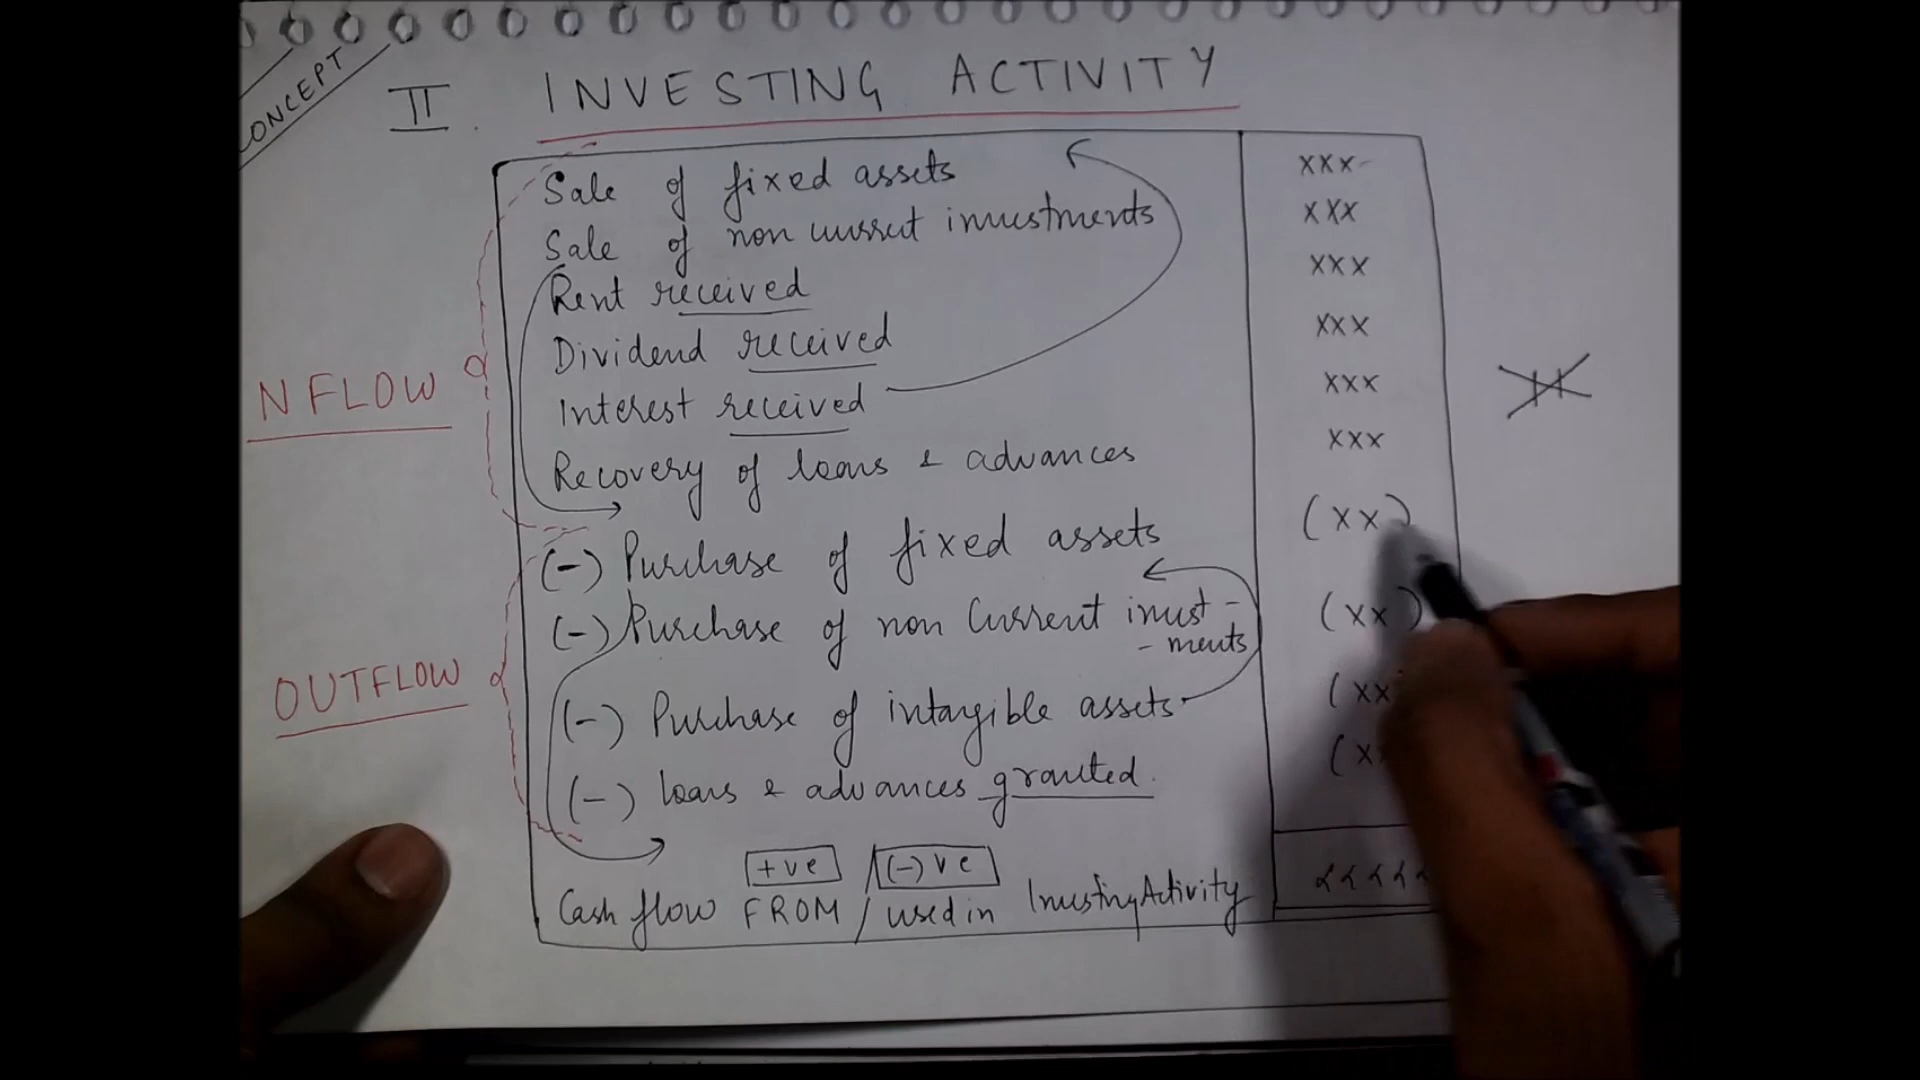 CONCEPT
II. INVESTING ACTIVITY
Sale of fixed assets xxx
Sale of non current investments xxx
Rent received xxx
Dividend received xxx
Interest received xxx
Recovery of loans & advances xxx
NFLOW
(-) Purchase of fixed assets (xx)
(-) Purchase of non Current invest - (xx)
- ments
(-) Purchase of intangible assets (xx
(-) loans & advances granted. (x
OUTFLOW
+ve / (-)ve
Cash flow FROM / used in Investing Activity